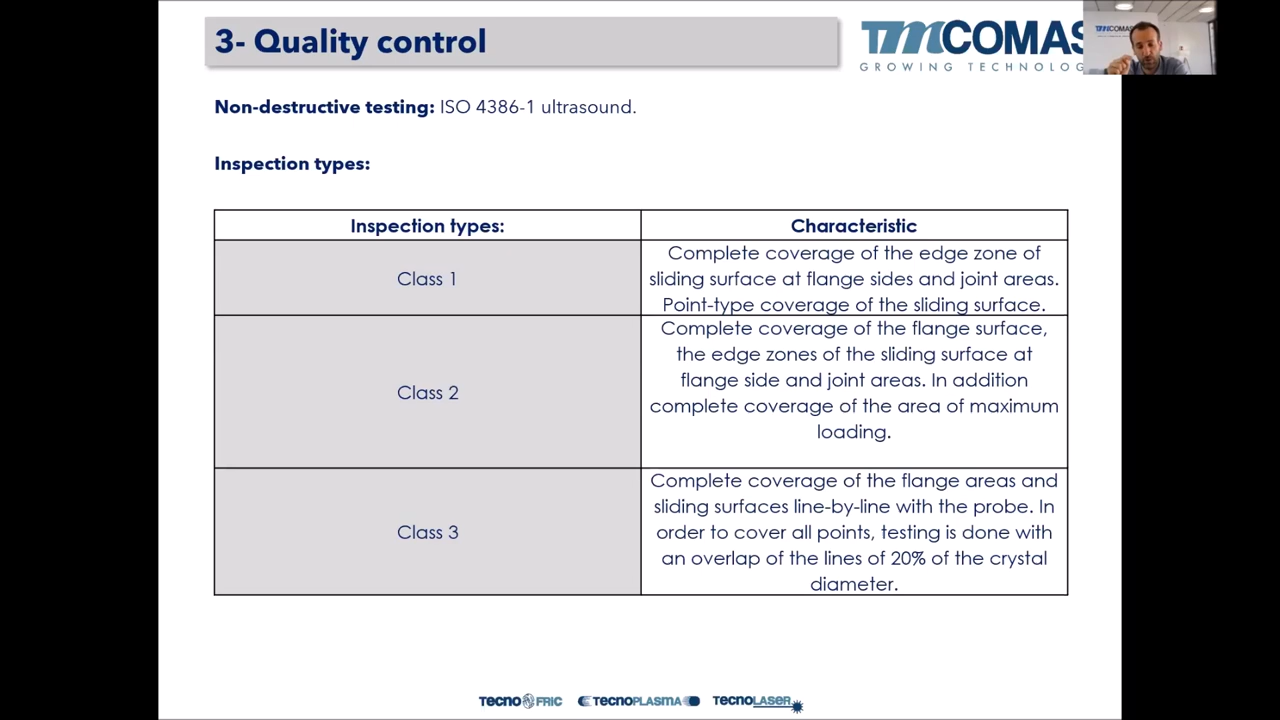 3- Quality control
TMCOMAS
GROWING TECHNOLOG
TMCOMAS
Non-destructive testing: ISO 4386-1 ultrasound.
Inspection types:
Inspection types:
Characteristic
Class 1
Complete coverage of the edge zone of
sliding surface at flange sides and joint areas.
Point-type coverage of the sliding surface.
Class 2
Complete coverage of the flange surface,
the edge zones of the sliding surface at
flange side and joint areas. In addition
complete coverage of the area of maximum
loading.
Class 3
Complete coverage of the flange areas and
sliding surfaces line-by-line with the probe. In
order to cover all points, testing is done with
an overlap of the lines of 20% of the crystal
diameter.
TECNOFRIC TECNOPLASMA TECNOLASER